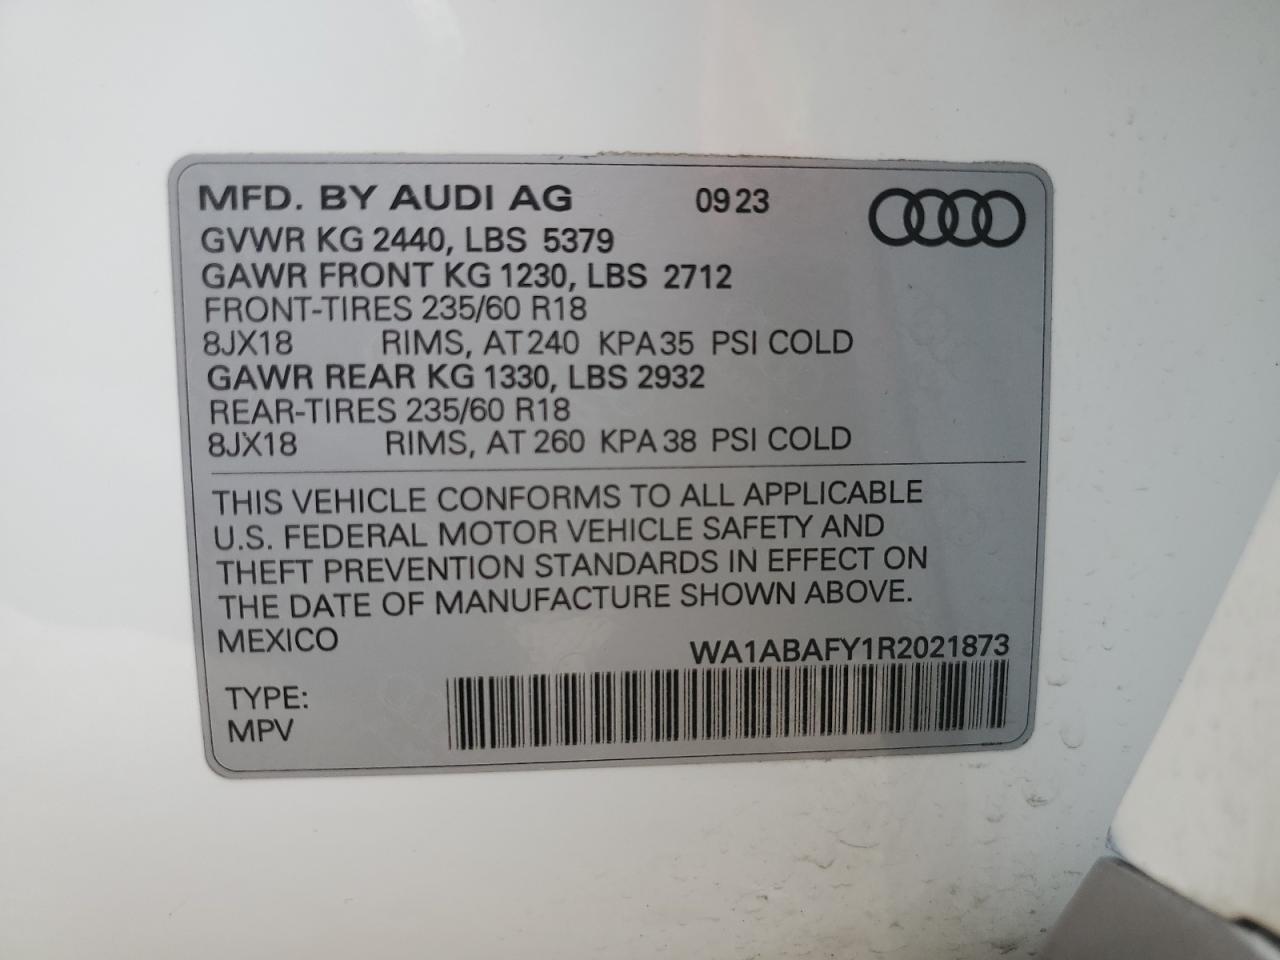 MFD. BY AUDI AG 09 23
GVWR KG 2440, LBS 5379
GAWR FRONT KG 1230, LBS 2712
FRONT-TIRES 235/60 R18
8JX18 RIMS, AT 240 KPA 35 PSI COLD
GAWR REAR KG 1330, LBS 2932
REAR-TIRES 235/60 R18
8JX18 RIMS, AT 260 KPA 38 PSI COLD
THIS VEHICLE CONFORMS TO ALL APPLICABLE
U.S. FEDERAL MOTOR VEHICLE SAFETY AND
THEFT PREVENTION STANDARDS IN EFFECT ON
THE DATE OF MANUFACTURE SHOWN ABOVE.
MEXICO WA1ABAFY1R2021873
TYPE:
MPV